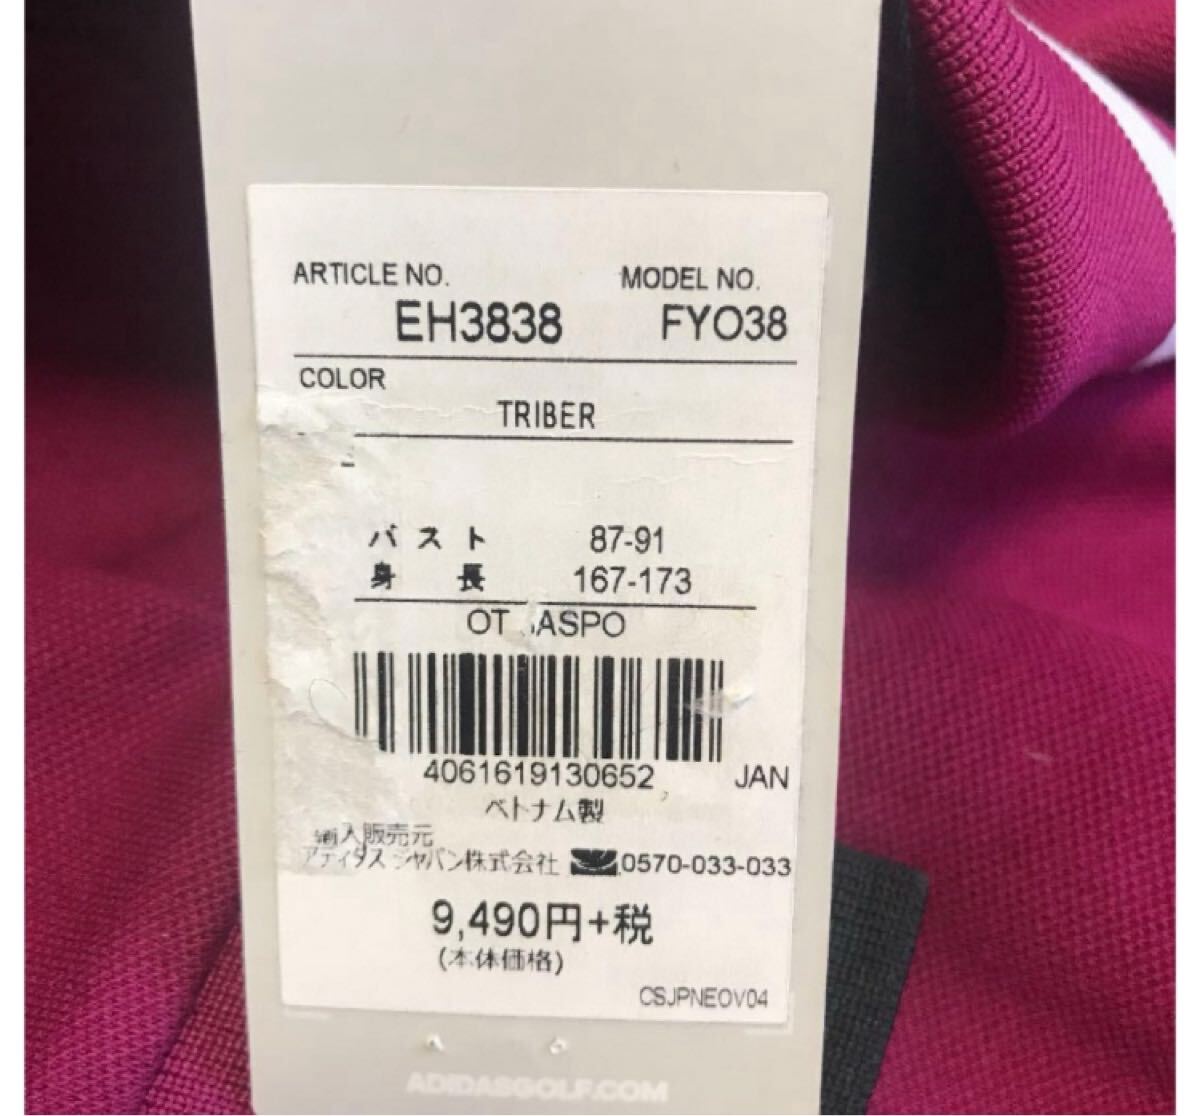 ARTICLE NO. MODEL NO.
EH3838 FYO38
COLOR
TRIBER
バスト 87-91
身長 167-173
OT ASPO
4061619130652 JAN
ベトナム製
輸入販売元
アディダス ジャパン株式会社 0570-033-033
9,490円+税
(本体価格)
CSJPNEOV04
ADIDASGOLF.COM